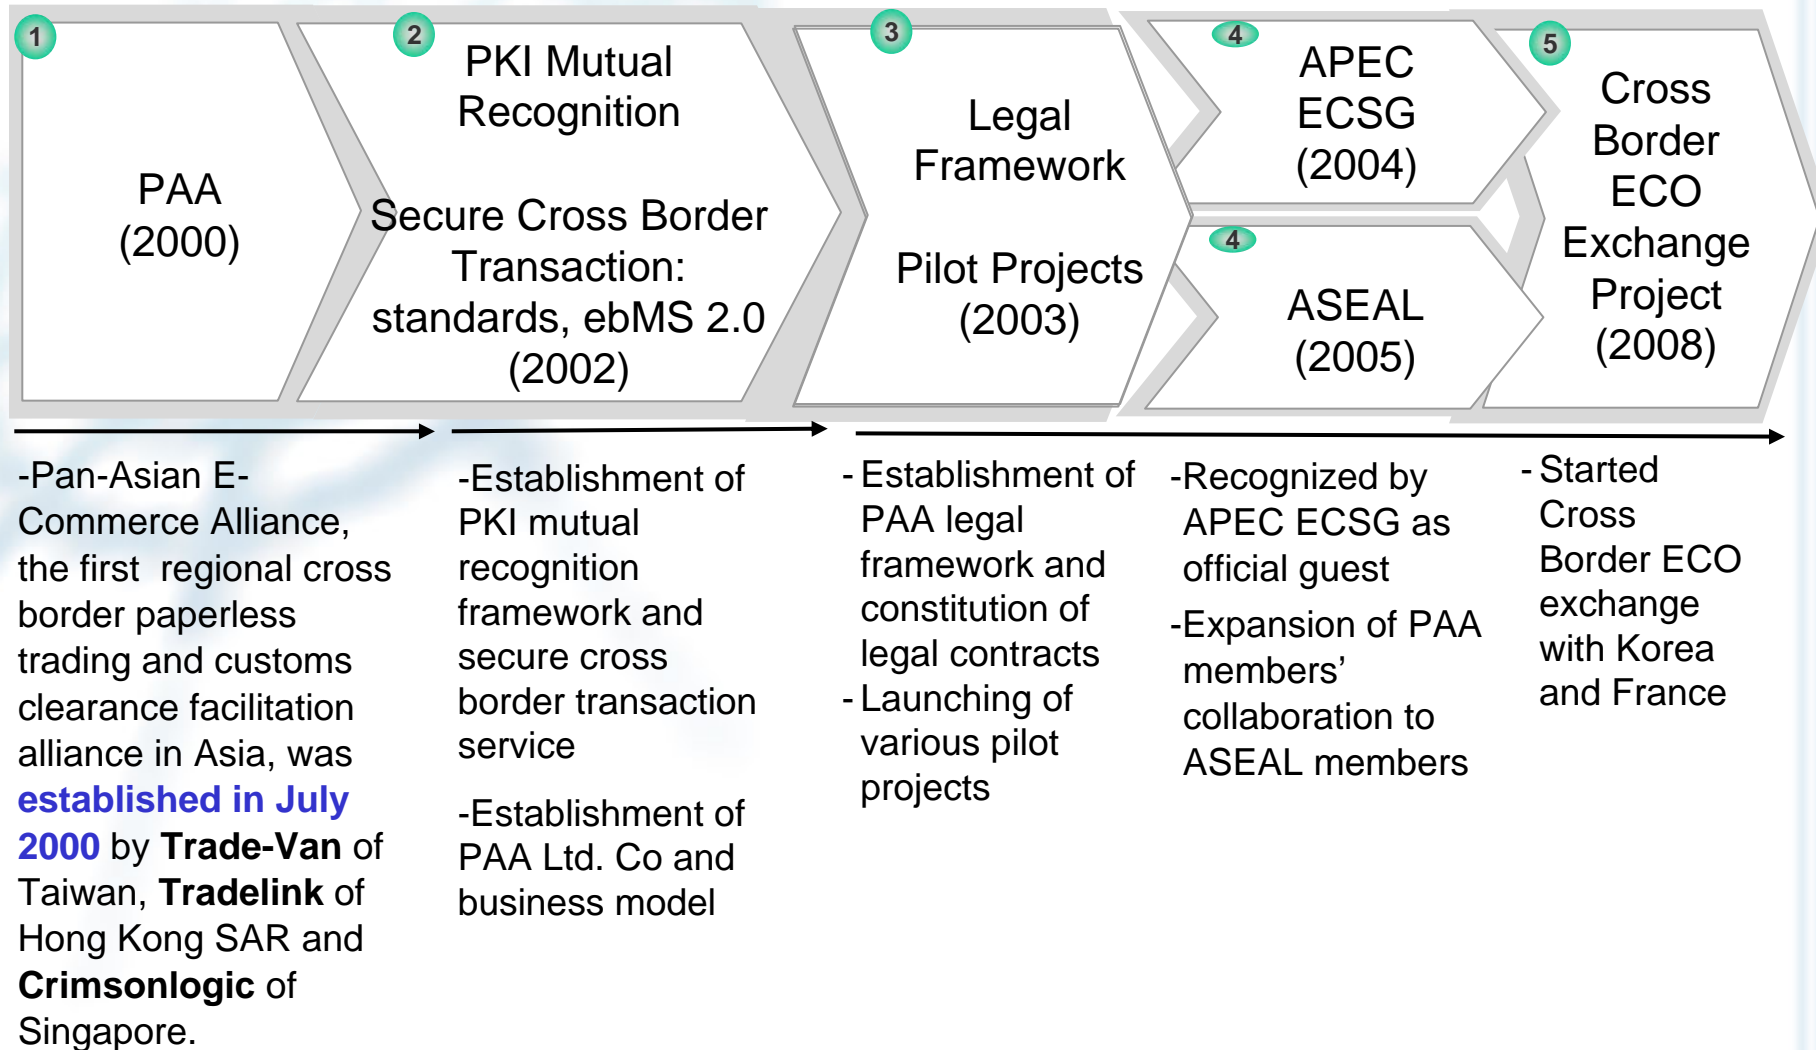 1
PAA
(2000)
2
PKI Mutual
Recognition
Secure Cross Border
Transaction:
standards, ebMS 2.0
(2002)
3
Legal
Framework
Pilot Projects
(2003)
4
APEC
ECSG
(2004)
4
ASEAL
(2005)
5
Cross
Border
ECO
Exchange
Project
(2008)
-Pan-Asian E-
Commerce Alliance,
the first  regional cross
border paperless
trading and customs
clearance facilitation
alliance in Asia, was
established in July
2000 by Trade-Van of
Taiwan, Tradelink of
Hong Kong SAR and
Crimsonlogic of
Singapore.
-Establishment of
PKI mutual
recognition
framework and
secure cross
border transaction
service
-Establishment of
PAA Ltd. Co and
business model
- Establishment of
PAA legal
framework and
constitution of
legal contracts
- Launching of
various pilot
projects
-Recognized by
APEC ECSG as
official guest
-Expansion of PAA
members’
collaboration to
ASEAL members
- Started
Cross
Border ECO
exchange
with Korea
and France